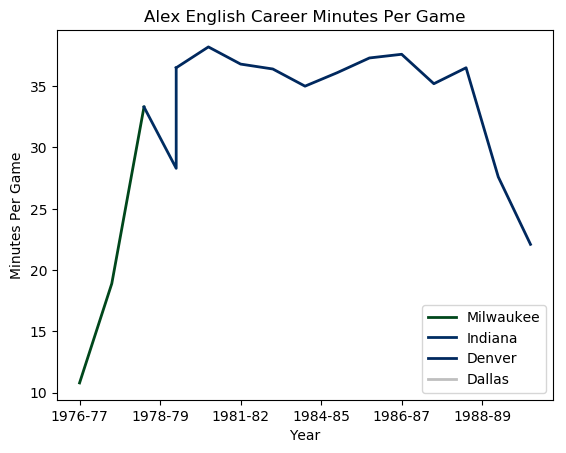 Alex English Career Minutes Per Game
Minutes Per Game
35
30
25
20
15
10
Milwaukee
Indiana
Denver
Dallas
1976-77 1978-79 1981-82 1984-85 1986-87 1988-89
Year